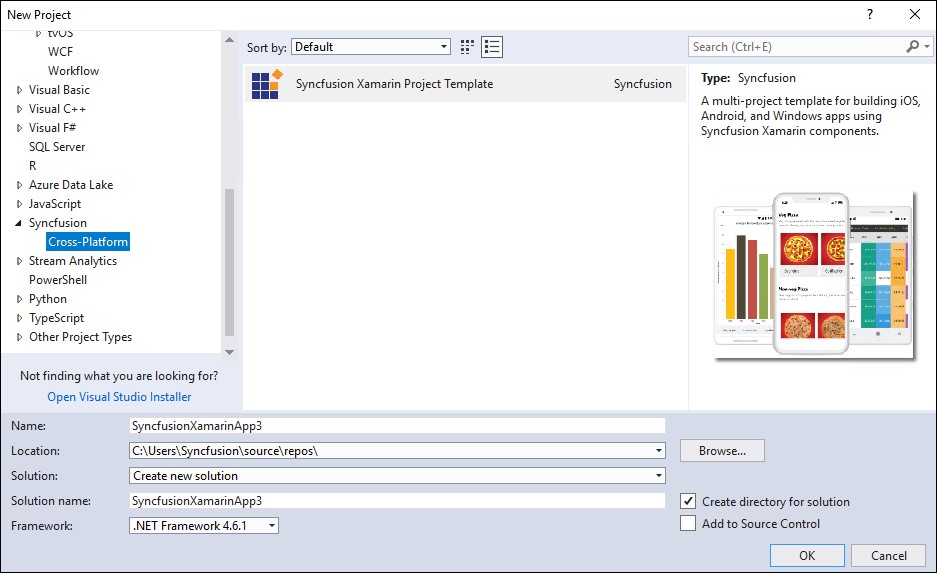 New Project
?
tvOS
WCF
Workflow
Visual Basic
Visual C++
Visual F#
SQL Server
R
Azure Data Lake
JavaScript
Syncfusion
Cross-Platform
Stream Analytics
PowerShell
Python
TypeScript
Other Project Types
Not finding what you are looking for?
Open Visual Studio Installer
Sort by: Default
Syncfusion Xamarin Project Template Syncfusion
Search (Ctrl+E)
Type: Syncfusion
A multi-project template for building iOS,
Android, and Windows apps using
Syncfusion Xamarin components.
Veg Pizza
Non-veg Pizza
Name: SyncfusionXamarinApp3
Location: C:\Users\Syncfusion\source\repos\ Browse...
Solution: Create new solution
Solution name: SyncfusionXamarinApp3 Create directory for solution
Framework: .NET Framework 4.6.1 Add to Source Control
OK Cancel